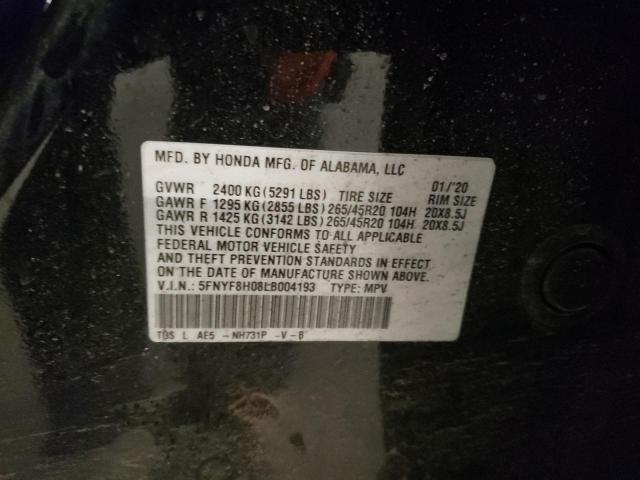 MFD. BY HONDA MFG. OF ALABAMA, LLC
GVWR 2400 KG (5291 LBS) TIRE SIZE 01/'20 RIM SIZE
GAWR F 1295 KG (2855 LBS) 265/45R20 104H 20X8.5J
GAWR R 1425 KG (3142 LBS) 265/45R20 104H 20X8.5J
THIS VEHICLE CONFORMS TO ALL APPLICABLE
FEDERAL MOTOR VEHICLE SAFETY
AND THEFT PREVENTION STANDARDS IN EFFECT
ON THE DATE OF MANUFACTURE SHOWN ABOVE.
V.I.N.: 5FNYF8H08LB004193 TYPE: MPV
TGS L AE5 -NH731P -V-B